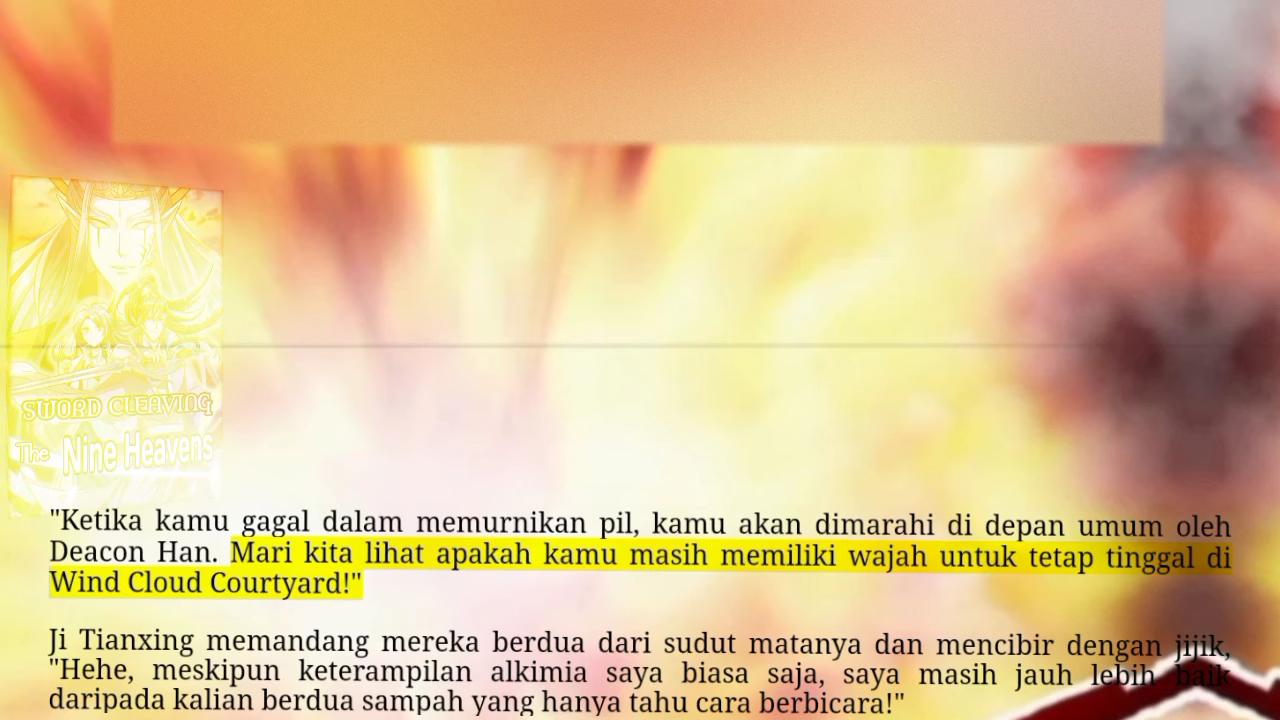 SWORD CLEAVING
The Nine Heavens
"Ketika kamu gagal dalam memurnikan pil, kamu akan dimarahi di depan umum oleh
Deacon Han. Mari kita lihat apakah kamu masih memiliki wajah untuk tetap tinggal di
Wind Cloud Courtyard!"
Ji Tianxing memandang mereka berdua dari sudut matanya dan mencibir dengan jijik,
"Hehe, meskipun keterampilan alkimia saya biasa saja, saya masih jauh lebih baik
daripada kalian berdua sampah yang hanya tahu cara berbicara!"